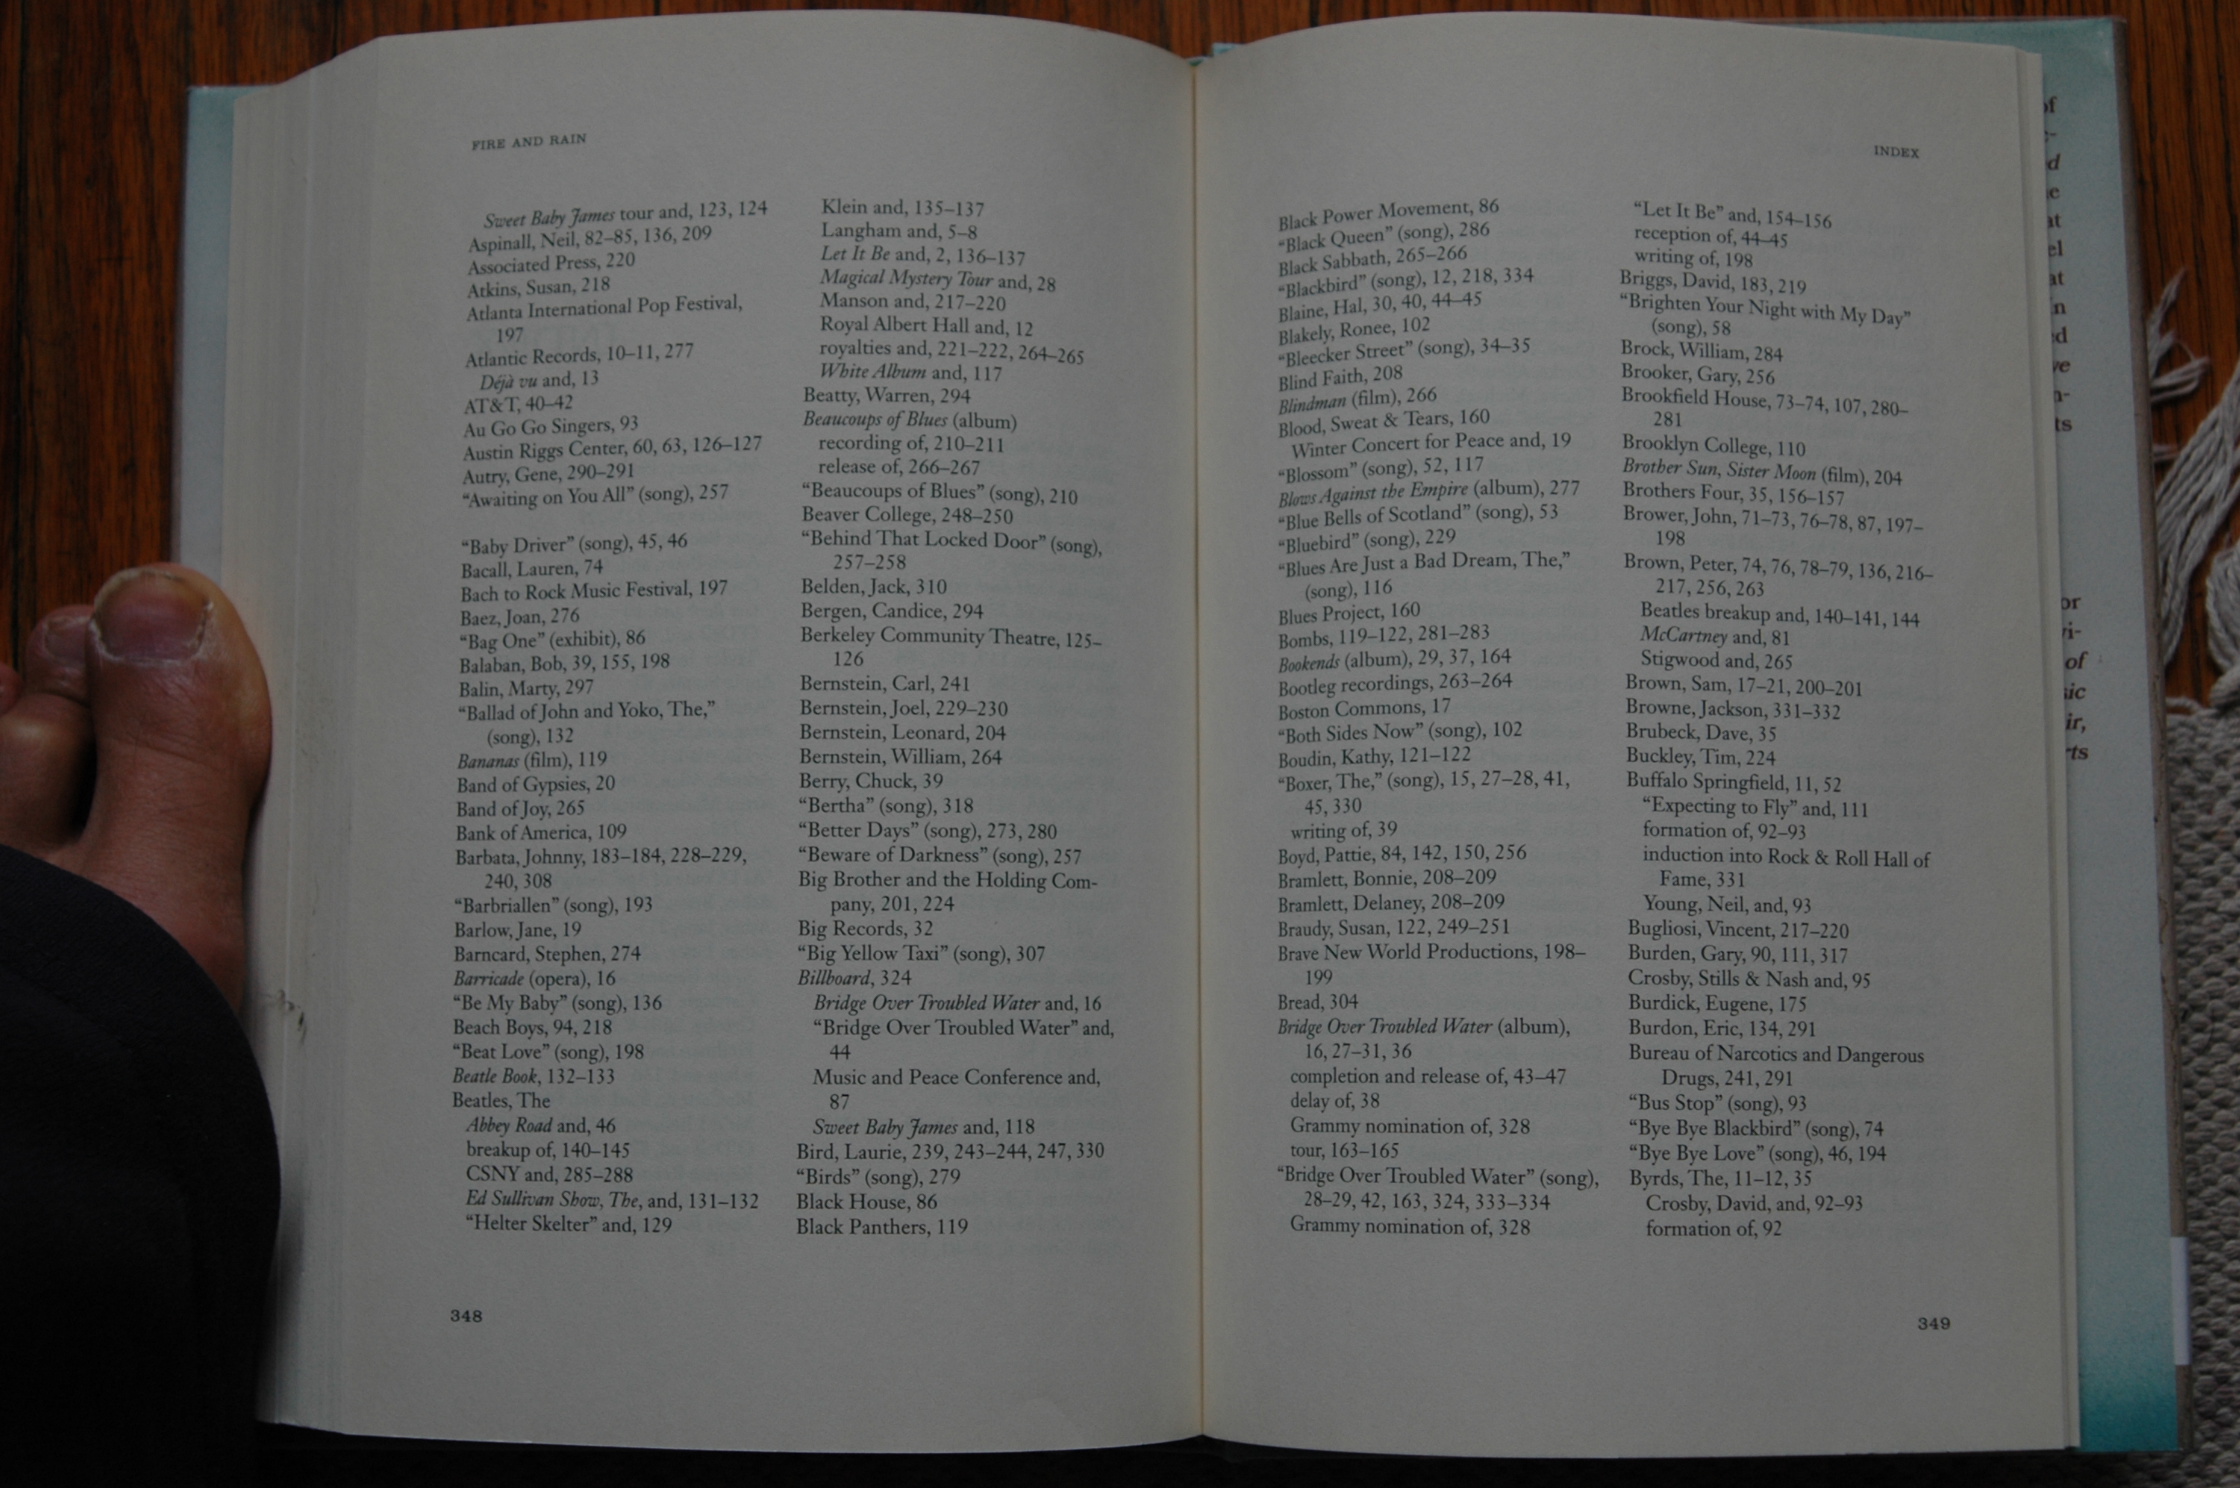 FIRE AND RAIN
Sweet Baby James tour and, 123, 124
Aspinall, Neil, 82–85, 136, 209
Associated Press, 220
Atkins, Susan, 218
Atlanta International Pop Festival,
197
Atlantic Records, 10–11, 277
Déjà vu and, 13
AT&T, 40–42
Au Go Go Singers, 93
Austin Riggs Center, 60, 63, 126–127
Autry, Gene, 290–291
“Awaiting on You All” (song), 257
“Baby Driver” (song), 45, 46
Bacall, Lauren, 74
Bach to Rock Music Festival, 197
Baez, Joan, 276
“Bag One” (exhibit), 86
Balaban, Bob, 39, 155, 198
Balin, Marty, 297
“Ballad of John and Yoko, The,”
(song), 132
Bananas (film), 119
Band of Gypsies, 20
Band of Joy, 265
Bank of America, 109
Barbata, Johnny, 183–184, 228–229,
240, 308
“Barbriallen” (song), 193
Barlow, Jane, 19
Barncard, Stephen, 274
Barricade (opera), 16
“Be My Baby” (song), 136
Beach Boys, 94, 218
“Beat Love” (song), 198
Beatle Book, 132–133
Beatles, The
Abbey Road and, 46
breakup of, 140–145
CSNY and, 285–288
Ed Sullivan Show, The, and, 131–132
“Helter Skelter” and, 129
Klein and, 135–137
Langham and, 5–8
Let It Be and, 2, 136–137
Magical Mystery Tour and, 28
Manson and, 217–220
Royal Albert Hall and, 12
royalties and, 221–222, 264–265
White Album and, 117
Beatty, Warren, 294
Beaucoups of Blues (album)
recording of, 210–211
release of, 266–267
“Beaucoups of Blues” (song), 210
Beaver College, 248–250
“Behind That Locked Door” (song),
257–258
Belden, Jack, 310
Bergen, Candice, 294
Berkeley Community Theatre, 125–
126
Bernstein, Carl, 241
Bernstein, Joel, 229–230
Bernstein, Leonard, 204
Bernstein, William, 264
Berry, Chuck, 39
“Bertha” (song), 318
“Better Days” (song), 273, 280
“Beware of Darkness” (song), 257
Big Brother and the Holding Com-
pany, 201, 224
Big Records, 32
“Big Yellow Taxi” (song), 307
Billboard, 324
Bridge Over Troubled Water and, 16
“Bridge Over Troubled Water” and,
44
Music and Peace Conference and,
87
Sweet Baby James and, 118
Bird, Laurie, 239, 243–244, 247, 330
“Birds” (song), 279
Black House, 86
Black Panthers, 119
348
INDEX
Black Power Movement, 86
“Black Queen” (song), 286
Black Sabbath, 265–266
“Blackbird” (song), 12, 218, 334
Blaine, Hal, 30, 40, 44–45
Blakely, Ronee, 102
“Bleecker Street” (song), 34–35
Blind Faith, 208
Blindman (film), 266
Blood, Sweat & Tears, 160
Winter Concert for Peace and, 19
“Blossom” (song), 52, 117
Blows Against the Empire (album), 277
“Blue Bells of Scotland” (song), 53
“Bluebird” (song), 229
“Blues Are Just a Bad Dream, The,”
(song), 116
Blues Project, 160
Bombs, 119–122, 281–283
Bookends (album), 29, 37, 164
Bootleg recordings, 263–264
Boston Commons, 17
“Both Sides Now” (song), 102
Boudin, Kathy, 121–122
“Boxer, The,” (song), 15, 27–28, 41,
45, 330
writing of, 39
Boyd, Pattie, 84, 142, 150, 256
Bramlett, Bonnie, 208–209
Bramlett, Delaney, 208–209
Braudy, Susan, 122, 249–251
Brave New World Productions, 198–
199
Bread, 304
Bridge Over Troubled Water (album),
16, 27–31, 36
completion and release of, 43–47
delay of, 38
Grammy nomination of, 328
tour, 163–165
“Bridge Over Troubled Water” (song),
28–29, 42, 163, 324, 333–334
Grammy nomination of, 328
“Let It Be” and, 154–156
reception of, 44–45
writing of, 198
Briggs, David, 183, 219
“Brighten Your Night with My Day”
(song), 58
Brock, William, 284
Brooker, Gary, 256
Brookfield House, 73–74, 107, 280–
281
Brooklyn College, 110
Brother Sun, Sister Moon (film), 204
Brothers Four, 35, 156–157
Brower, John, 71–73, 76–78, 87, 197–
198
Brown, Peter, 74, 76, 78–79, 136, 216–
217, 256, 263
Beatles breakup and, 140–141, 144
McCartney and, 81
Stigwood and, 265
Brown, Sam, 17–21, 200–201
Browne, Jackson, 331–332
Brubeck, Dave, 35
Buckley, Tim, 224
Buffalo Springfield, 11, 52
“Expecting to Fly” and, 111
formation of, 92–93
induction into Rock & Roll Hall of
Fame, 331
Young, Neil, and, 93
Bugliosi, Vincent, 217–220
Burden, Gary, 90, 111, 317
Crosby, Stills & Nash and, 95
Burdick, Eugene, 175
Burdon, Eric, 134, 291
Bureau of Narcotics and Dangerous
Drugs, 241, 291
“Bus Stop” (song), 93
“Bye Bye Blackbird” (song), 74
“Bye Bye Love” (song), 46, 194
Byrds, The, 11–12, 35
Crosby, David, and, 92–93
formation of, 92
349